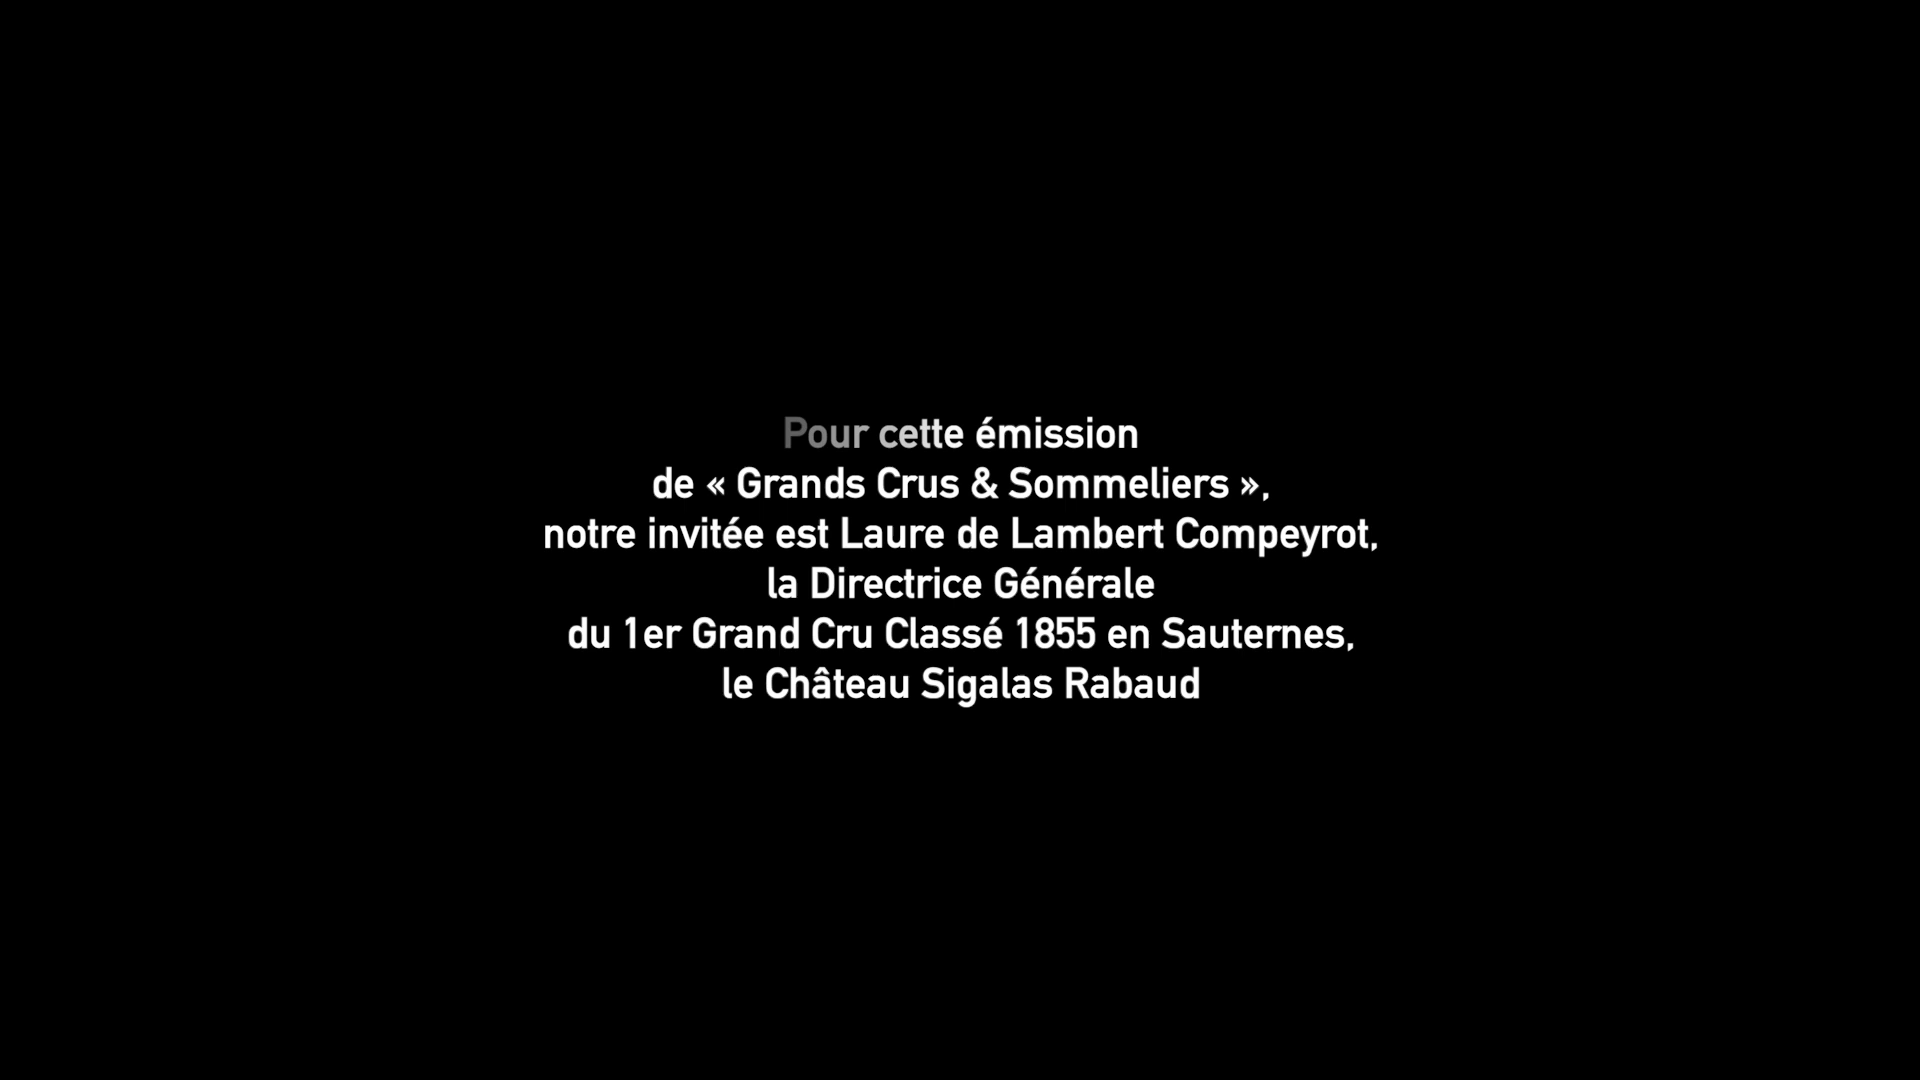 Pour cette émission
de « Grands Crus & Sommeliers »,
notre invitée est Laure de Lambert Compeyrot,
la Directrice Générale
du 1er Grand Cru Classé 1855 en Sauternes,
le Château Sigalas Rabaud